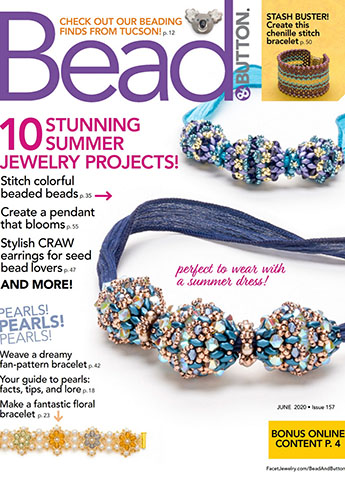 CHECK OUT OUR BEADING
FINDS FROM TUCSON! p.12
STASH BUSTER!
Create this
chenille stitch
bracelet p.50
Bead
&BUTTON.
10 STUNNING
SUMMER
JEWELRY PROJECTS!
Stitch colorful
beaded beads p.35
Create a pendant
that blooms p.55
Stylish CRAW
earrings for seed
bead lovers p.47
AND MORE!
perfect to wear with
a summer dress!
PEARLS!
PEARLS!
PEARLS!
Weave a dreamy
fan-pattern bracelet p.42
Your guide to pearls:
facts, tips, and lore p.18
Make a fantastic floral
bracelet p.23
JUNE 2020 • Issue 157
BONUS ONLINE
CONTENT P. 4
FacetJewelry.com/BeadAndButton